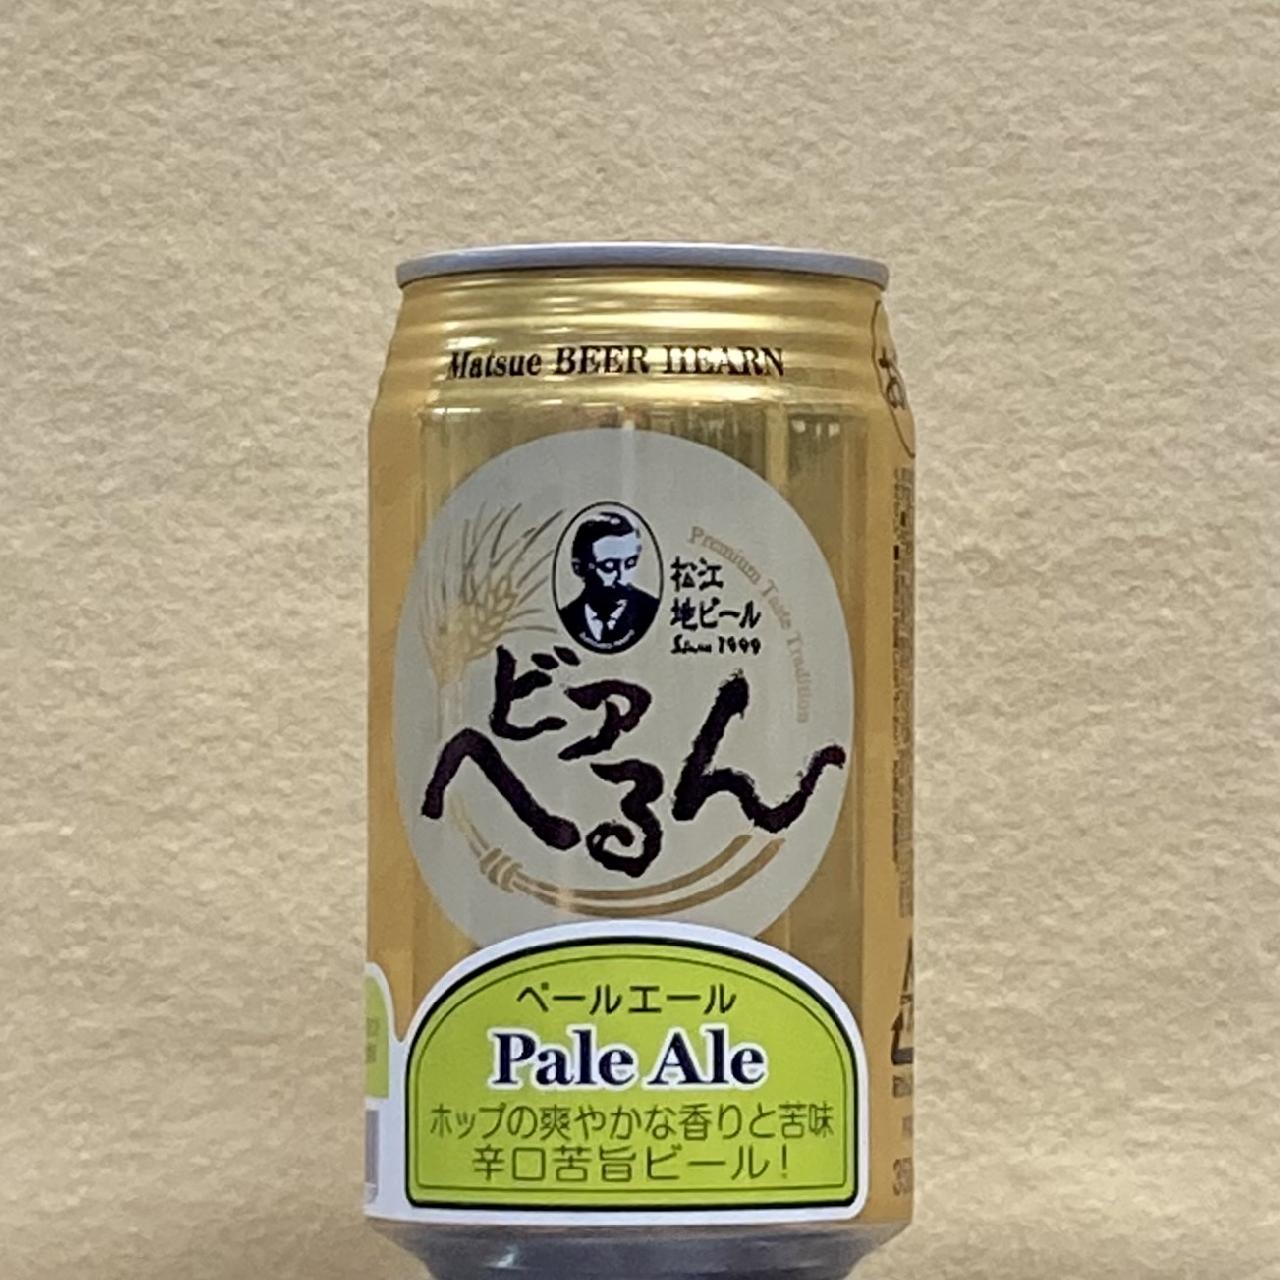 Matsue BEER HEARN
Premium Taste Tradition
松江
地ビール
Since 1999
ビア
へるん
ペールエール
Pale Ale
ホップの爽やかな香りと苦味
辛口苦旨ビール!
お